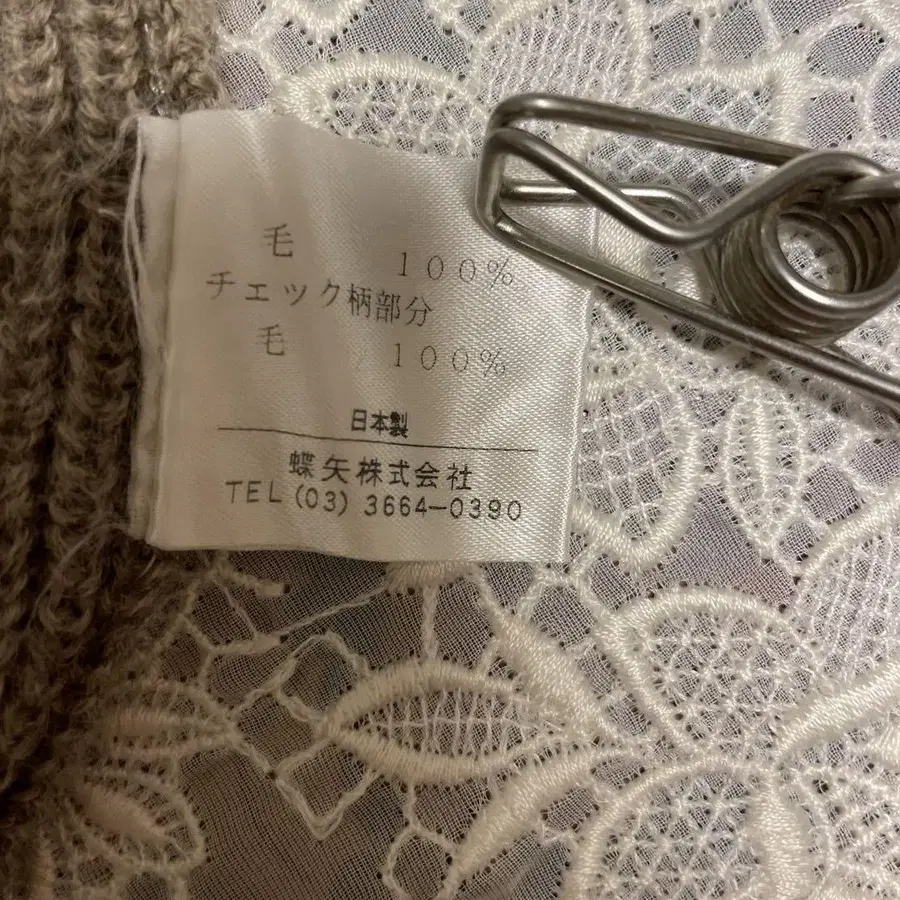 毛 100%
チェック柄部分
毛 100%
日本製
蝶矢株式会社
TEL (03) 3664-0390